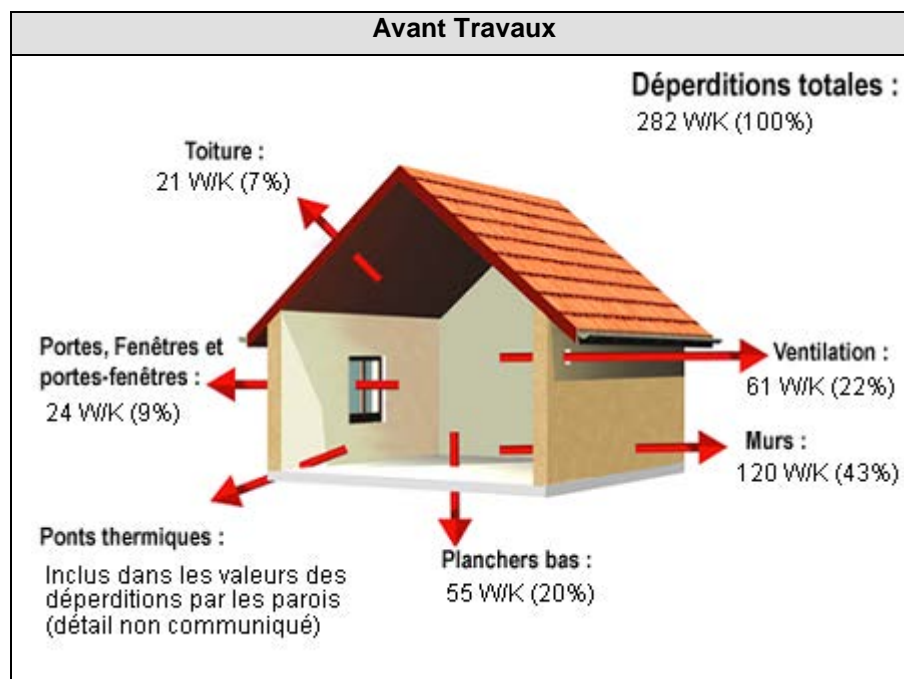 Avant Travaux
Déperditions totales :
282 W/K (100%)
Toiture :
21 W/K (7%)
Portes, Fenêtres et
portes-fenêtres :
24 W/K (9%)
Ventilation :
61 W/K (22%)
Murs :
120 W/K (43%)
Ponts thermiques :
Inclus dans les valeurs des
déperditions par les parois
(détail non communiqué)
Planchers bas :
55 W/K (20%)